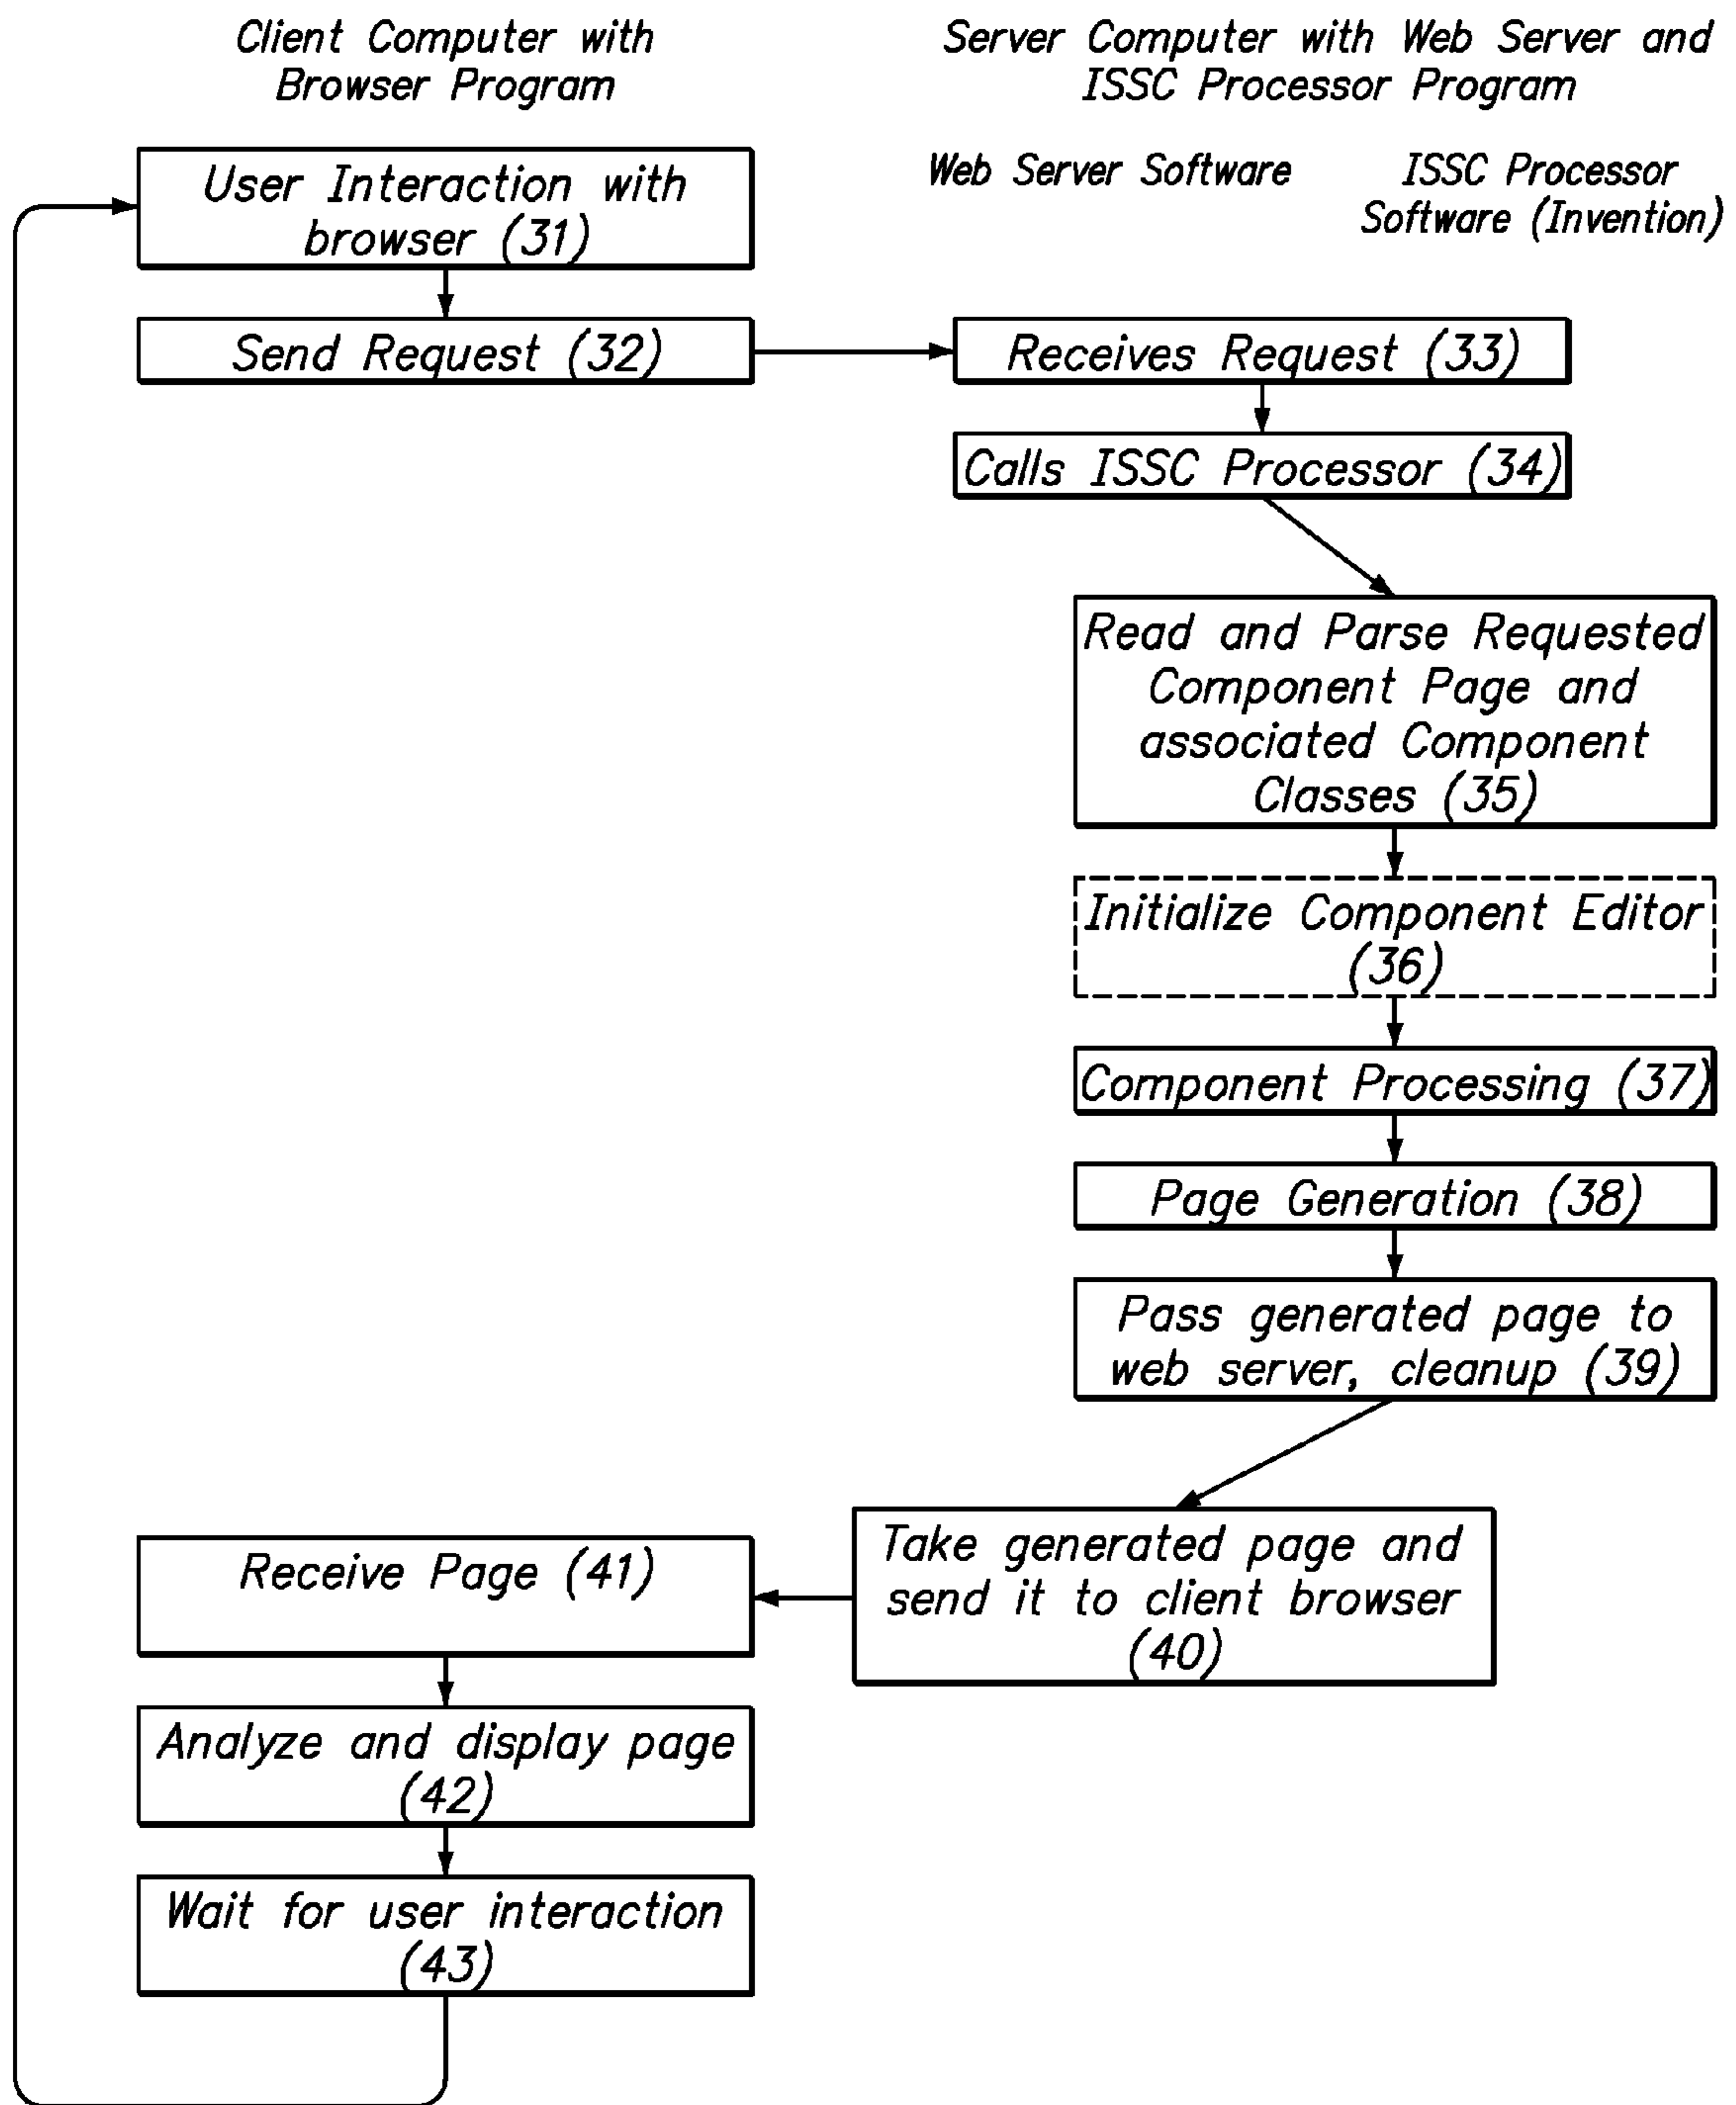 Client Computer with
Browser Program
Server Computer with Web Server and
ISSC Processor Program
Web Server Software
ISSC Processor
Software (Invention)
User Interaction with
browser (31)
Send Request (32)
Receives Request (33)
Calls ISSC Processor (34)
Read and Parse Requested
Component Page and
associated Component
Classes (35)
Initialize Component Editor
(36)
Component Processing (37)
Page Generation (38)
Pass generated page to
web server, cleanup (39)
Take generated page and
send it to client browser
(40)
Receive Page (41)
Analyze and display page
(42)
Wait for user interaction
(43)